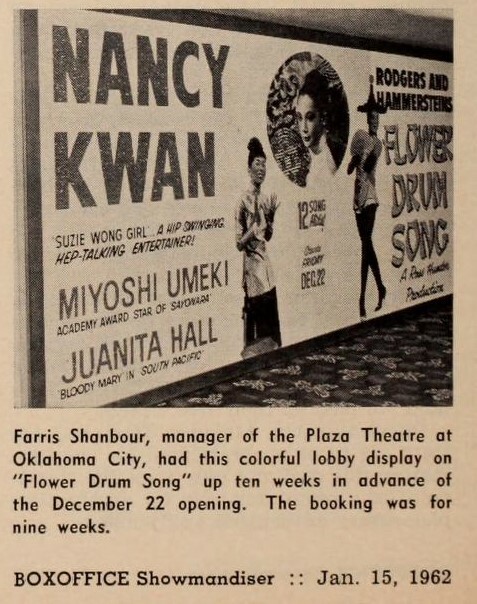 NANCY
KWAN
'SUZIE WONG GIRL'... A HIP SWINGING,
HEP-TALKING ENTERTAINER!
MIYOSHI UMEKI
ACADEMY AWARD STAR OF 'SAYONARA'
JUANITA HALL
'BLOODY MARY' IN 'SOUTH PACIFIC'
12 SONG
FRIDAY
DEC. 22
RODGERS AND
HAMMERSTEIN'S
FLOWER
DRUM
SONG
A Ross Hunter
Production
Farris Shanbour, manager of the Plaza Theatre at
Oklahoma City, had this colorful lobby display on
"Flower Drum Song" up ten weeks in advance of
the December 22 opening. The booking was for
nine weeks.
BOXOFFICE Showmandiser :: Jan. 15, 1962